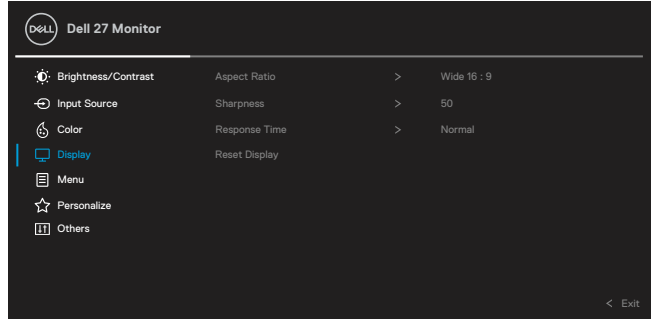 DELL Dell 27 Monitor
Brightness/Contrast Aspect Ratio > Wide 16 : 9
Input Source Sharpness > 50
Color Response Time > Normal
Display Reset Display
Menu
Personalize
Others
< Exit